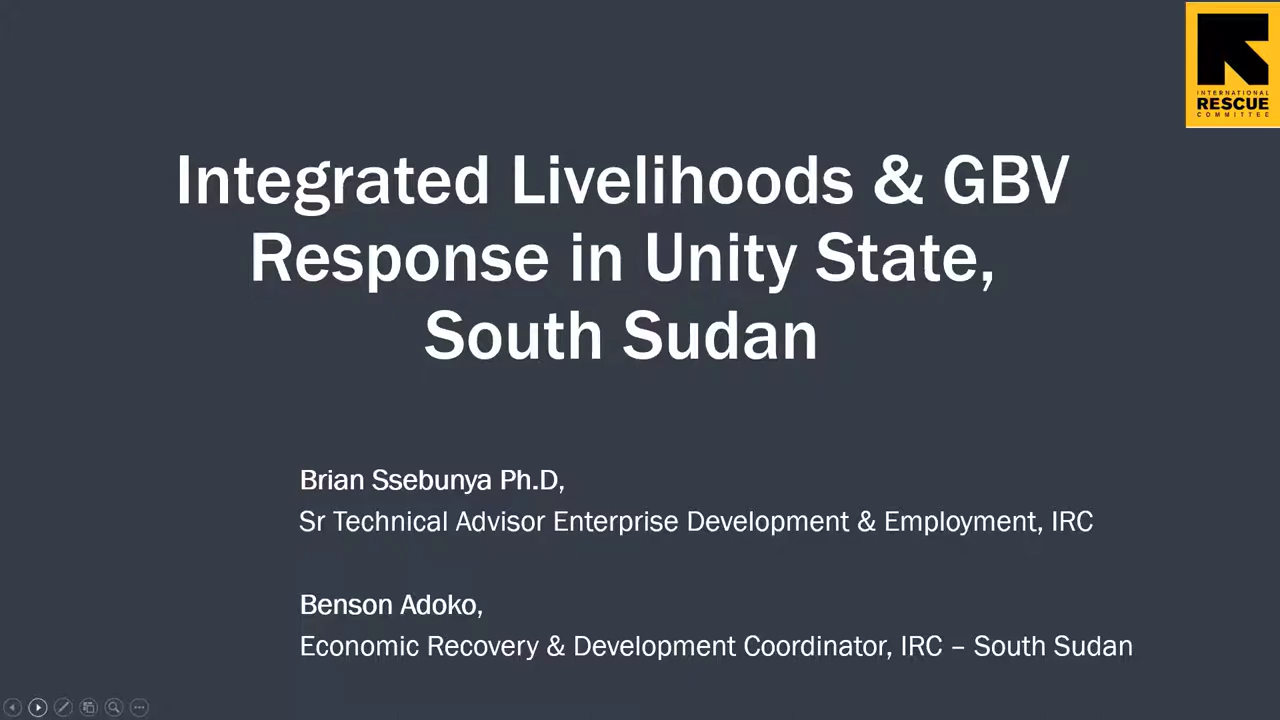 INTERNATIONAL
RESCUE
COMMITTEE
Integrated Livelihoods & GBV
Response in Unity State,
South Sudan
Brian Ssebunya Ph.D,
Sr Technical Advisor Enterprise Development & Employment, IRC
Benson Adoko,
Economic Recovery & Development Coordinator, IRC – South Sudan